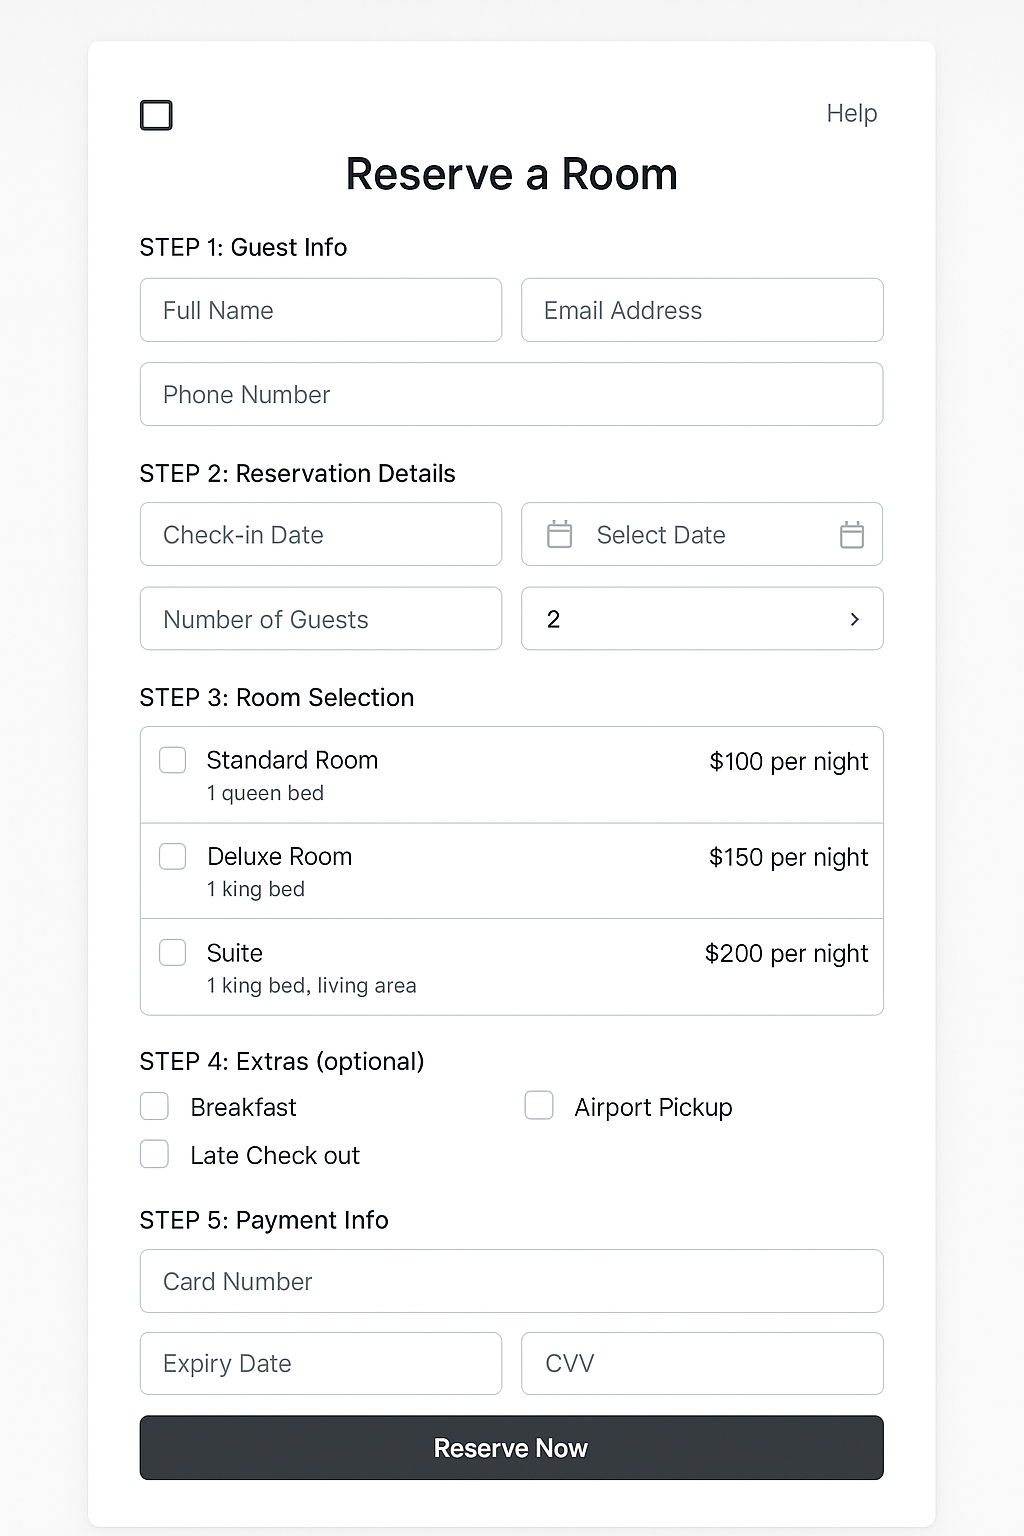 Help
Reserve a Room
STEP 1: Guest Info
Full Name
Email Address
Phone Number
STEP 2: Reservation Details
Check-in Date
Select Date
Number of Guests
2
STEP 3: Room Selection
Standard Room
$100 per night
1 queen bed
Deluxe Room
$150 per night
1 king bed
Suite
$200 per night
1 king bed, living area
STEP 4: Extras (optional)
Breakfast
Airport Pickup
Late Check out
STEP 5: Payment Info
Card Number
Expiry Date
CVV
Reserve Now